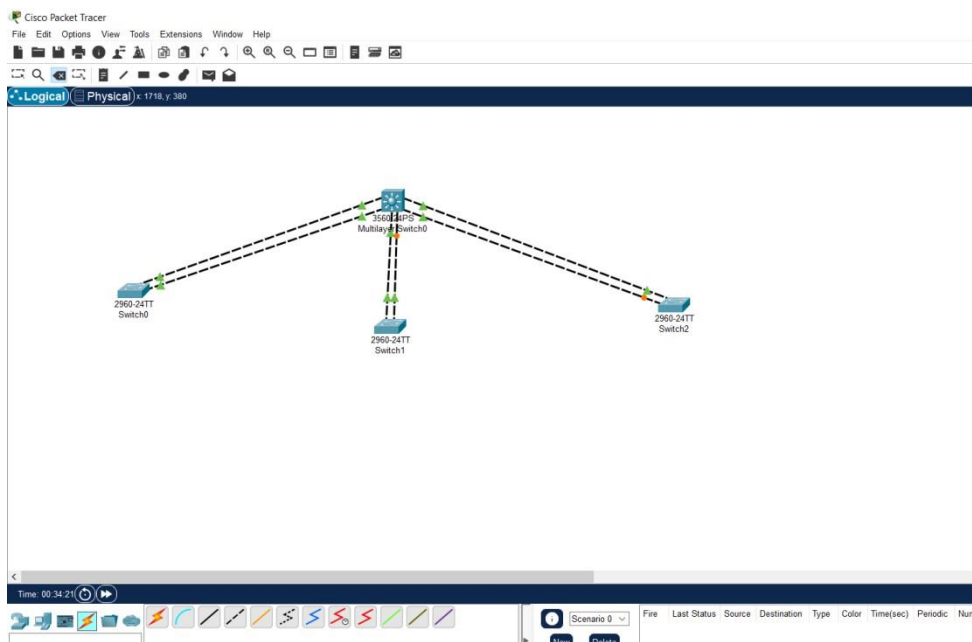 Cisco Packet Tracer
File Edit Options View Tools Extensions Window Help
Logical Physical x: 1718, y: 380
3560-24PS
Multilayer Switch0
2960-24TT
Switch0
2960-24TT
Switch1
2960-24TT
Switch2
Time: 00:34:21
Scenario 0 Fire Last Status Source Destination Type Color Time(sec) Periodic Num
New Delete